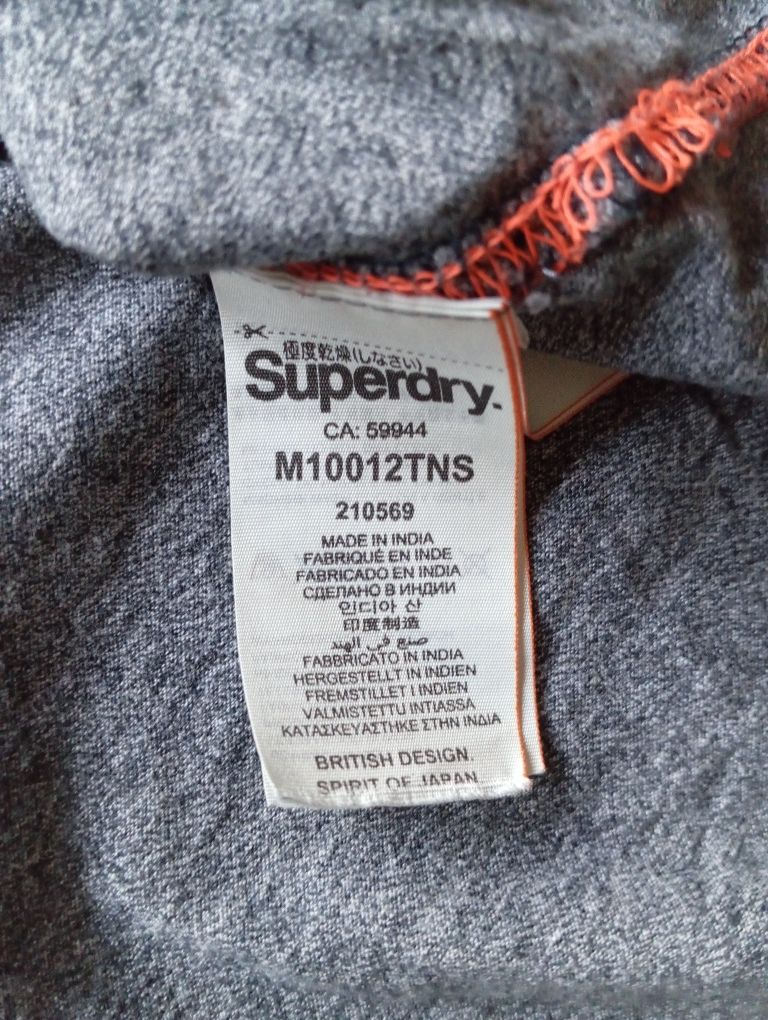 極度乾燥(しなさい)
Superdry.
CA: 59944
M10012TNS
210569
MADE IN INDIA
FABRIQUÉ EN INDE
FABRICADO EN INDIA
СДЕЛАНО В ИНДИИ
인디아 산
印度制造
صنع في الهند
FABBRICATO IN INDIA
HERGESTELLT IN INDIEN
FREMSTILLET I INDIEN
VALMISTETTU INTIASSA
ΚΑΤΑΣΚΕΥΑΣΤΗΚΕ ΣΤΗΝ ΙΝΔΙΑ
BRITISH DESIGN.
SPIRIT OF JAPAN